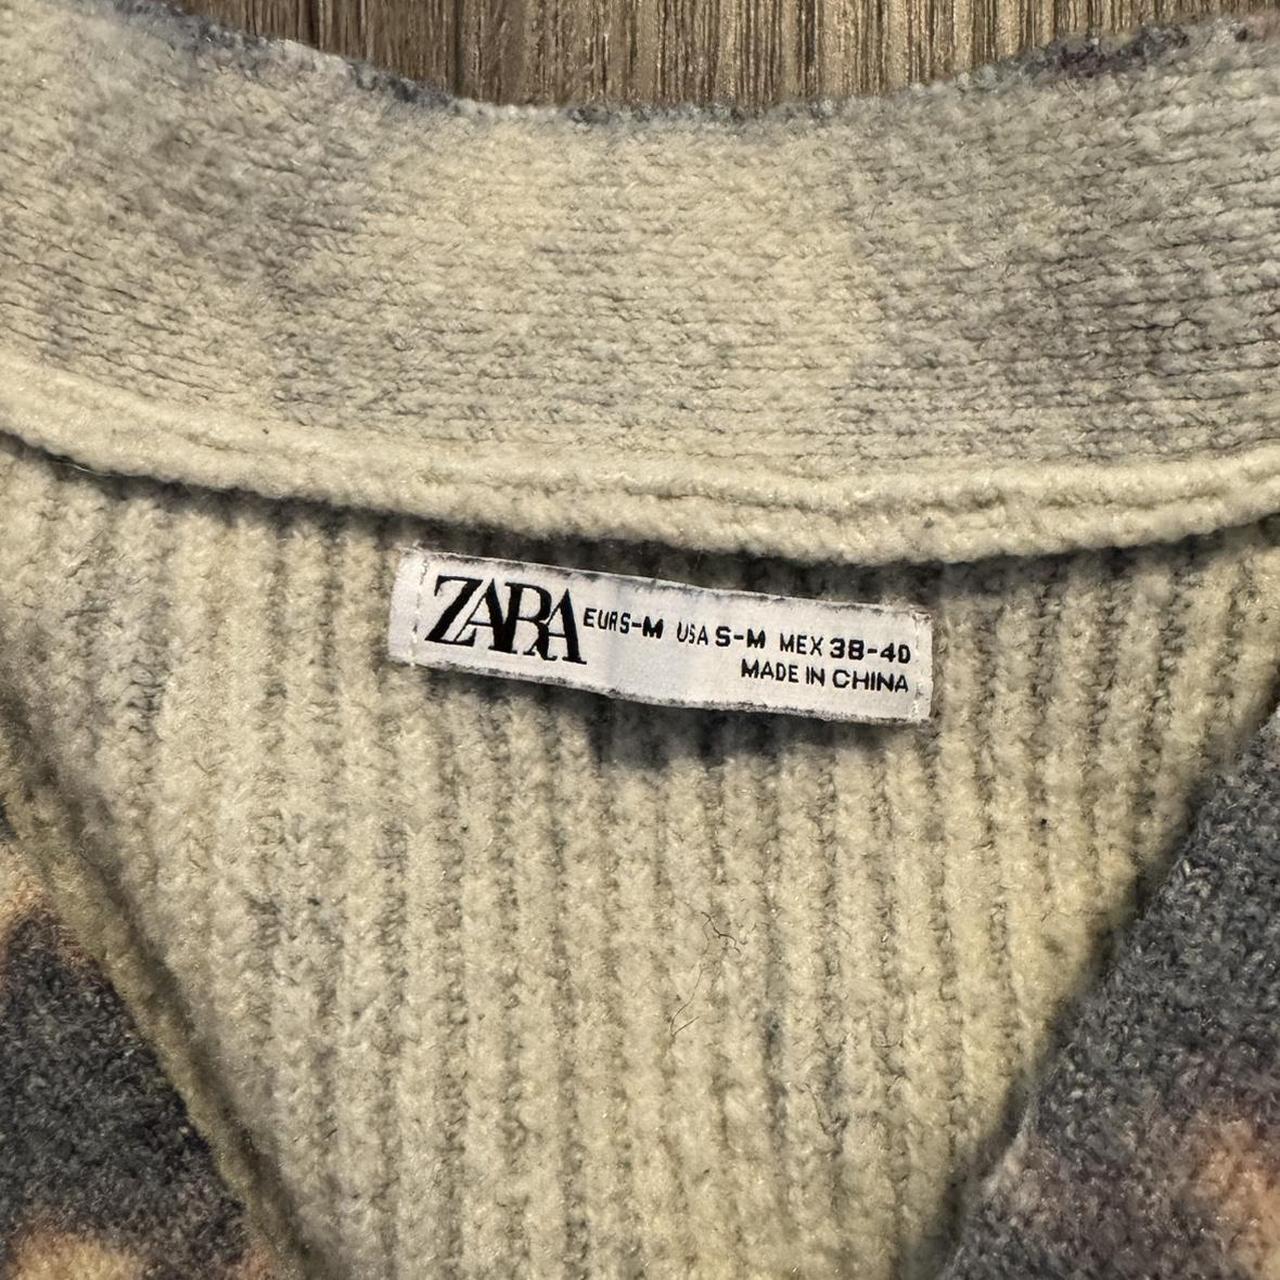 ZARA EUR S-M USA S-M MEX 38-40
MADE IN CHINA